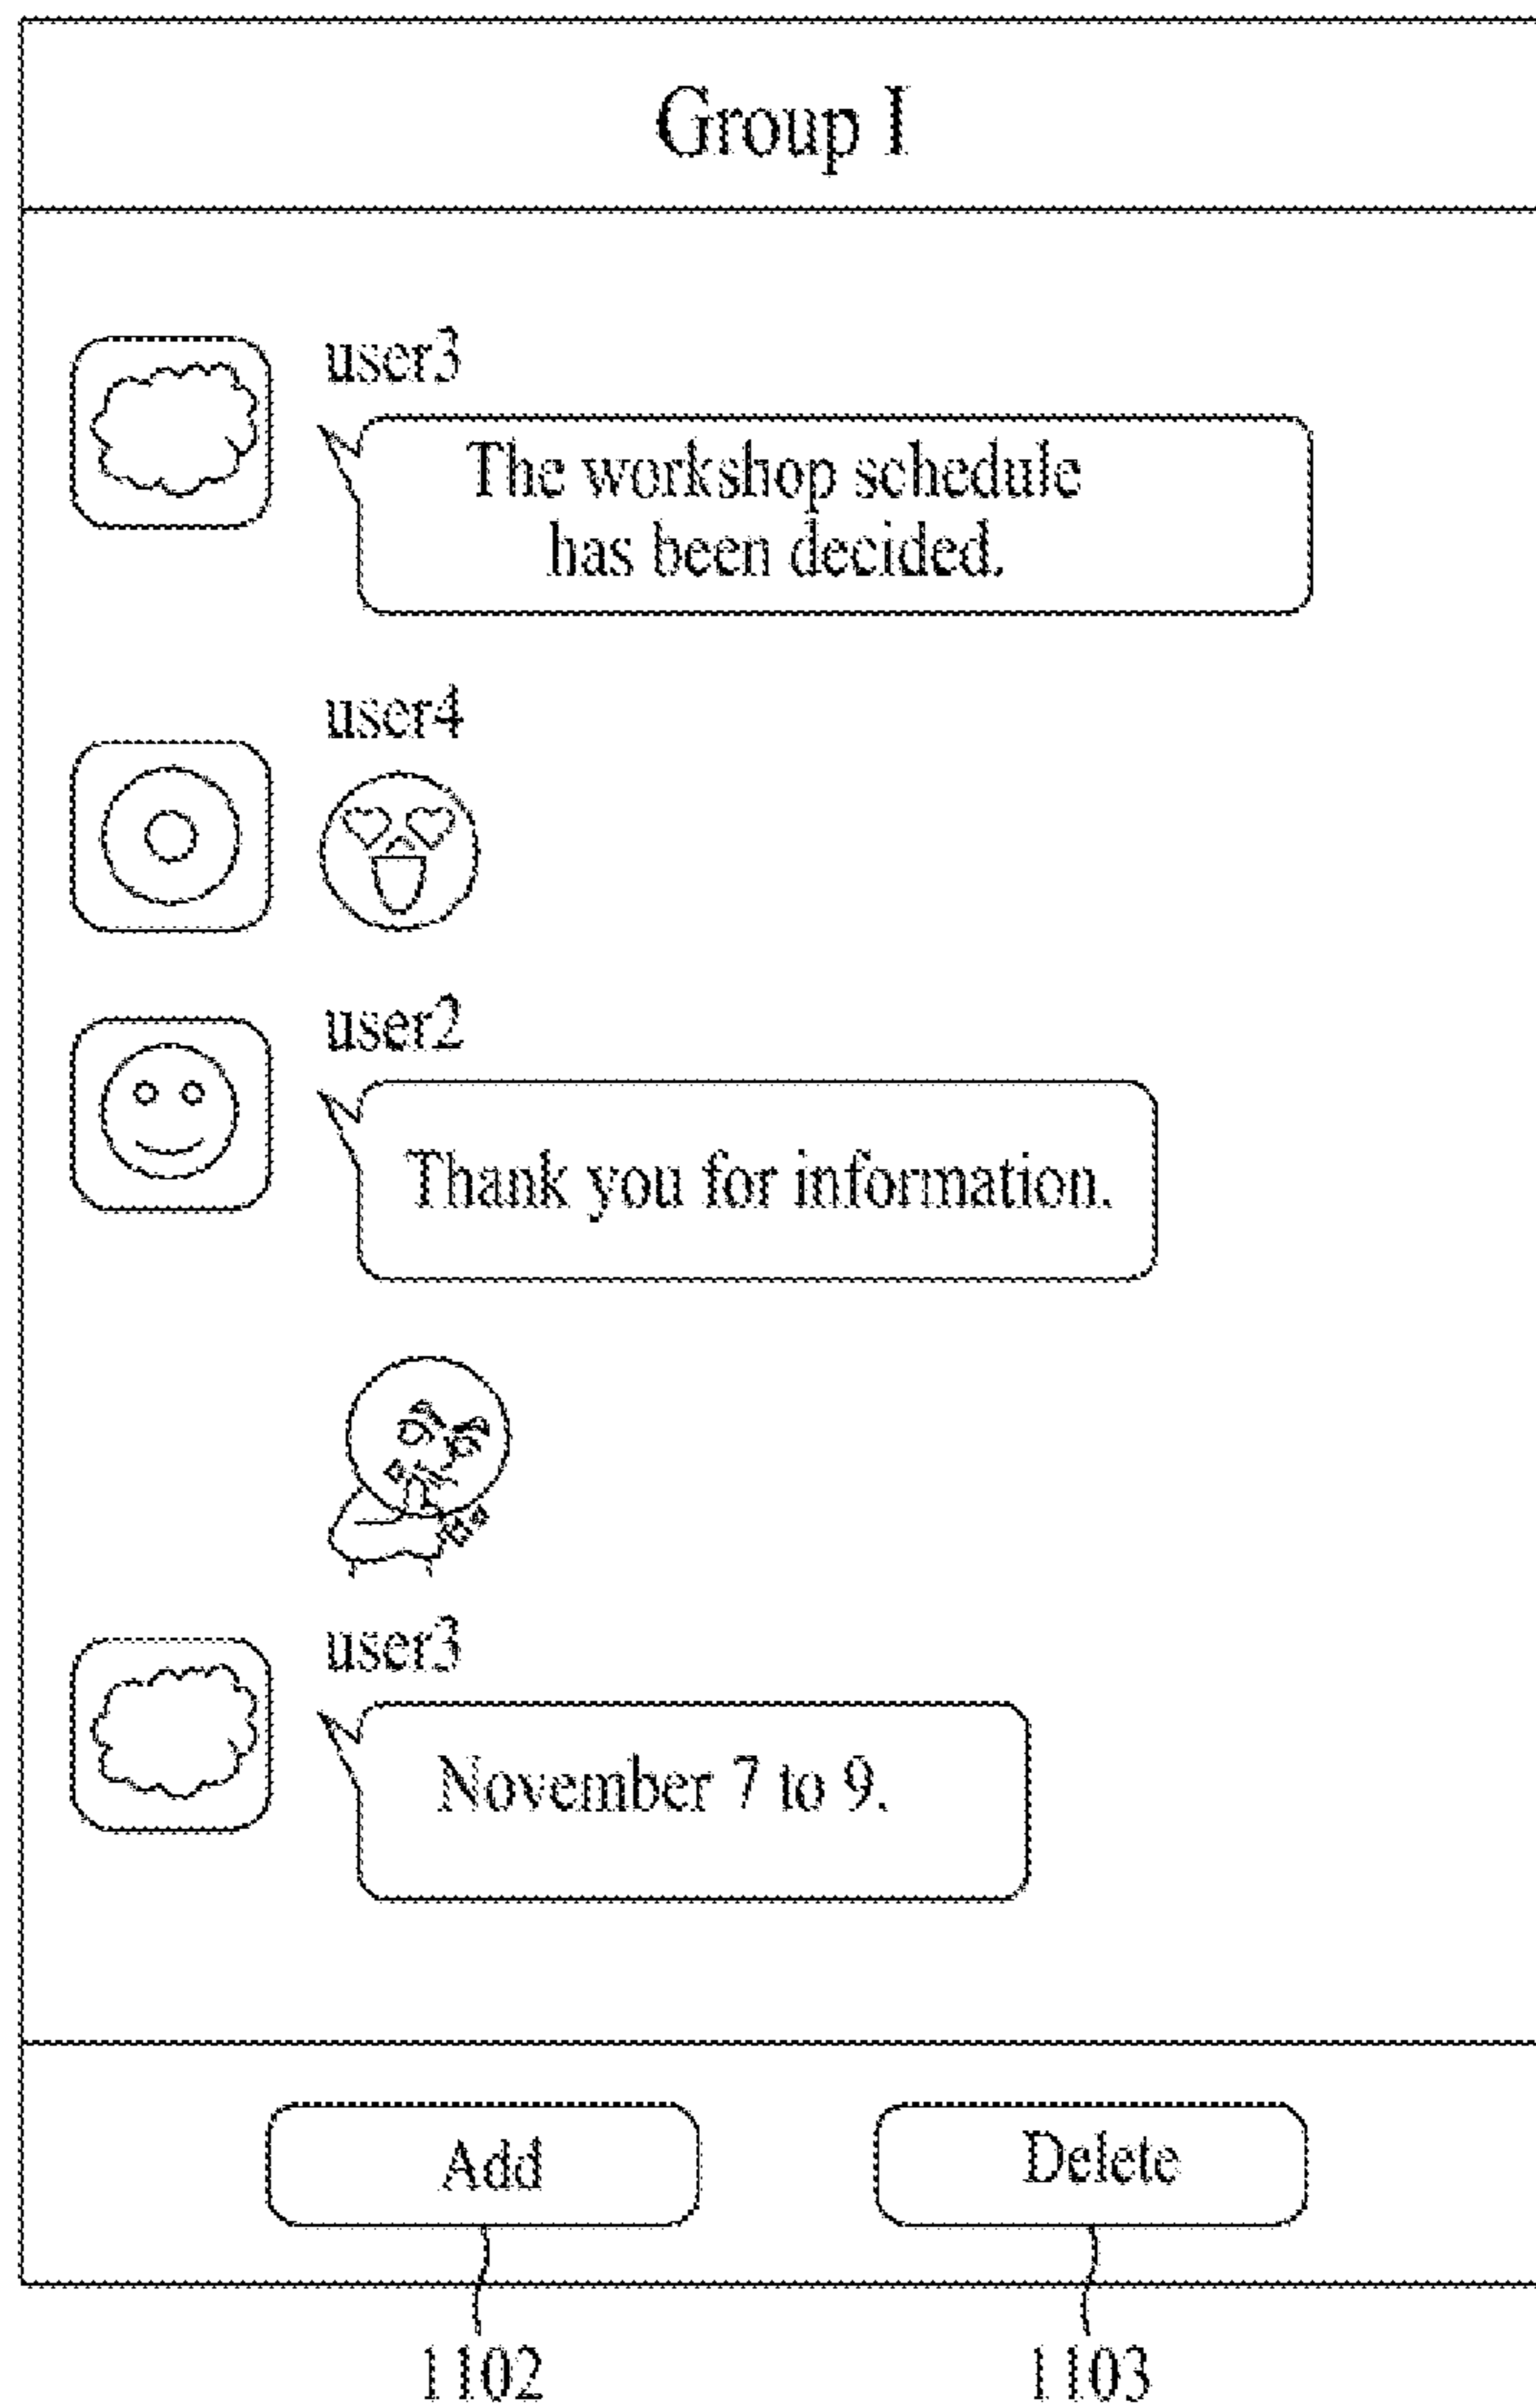 Group I
user3
The workshop schedule
has been decided.
user4
user2
Thank you for information.
user3
November 7 to 9.
Add
Delete
1102
1103